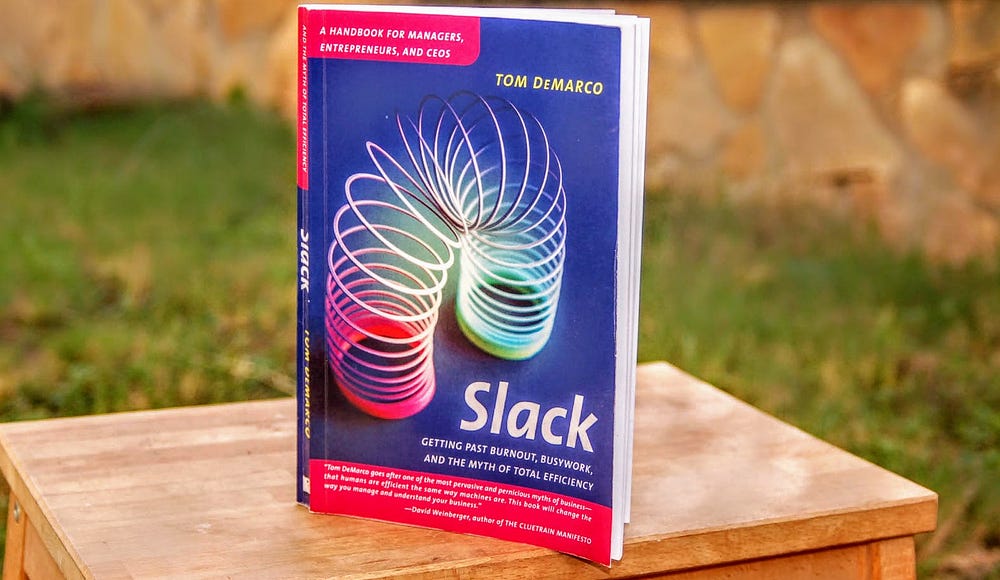 A HANDBOOK FOR MANAGERS,
ENTREPRENEURS, AND CEOS
TOM DEMARCO
Slack
GETTING PAST BURNOUT, BUSYWORK,
AND THE MYTH OF TOTAL EFFICIENCY
"Tom DeMarco goes after one of the most pervasive and pernicious myths of business—
that humans are efficient the same way machines are. This book will change the
way you manage and understand your business."
—David Weinberger, author of THE CLUETRAIN MANIFESTO
AND THE MYTH OF TOTAL EFFICIENCY
Slack
TOM DEMARCO